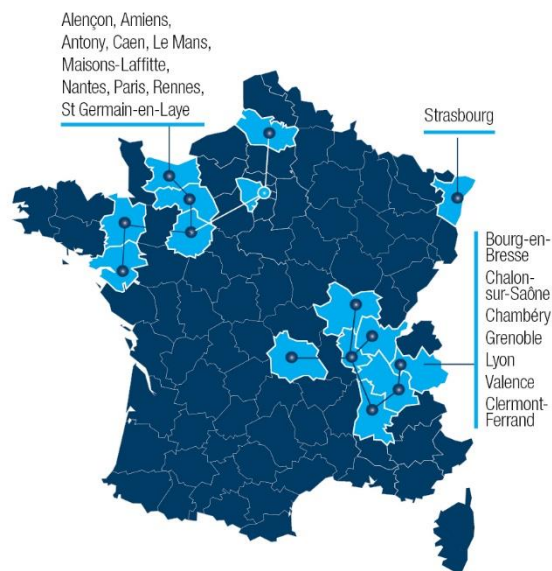 Alençon, Amiens,
Antony, Caen, Le Mans,
Maisons-Laffitte,
Nantes, Paris, Rennes,
St Germain-en-Laye
Strasbourg
Bourg-en-
Bresse
Chalon-
sur-Saône
Chambéry
Grenoble
Lyon
Valence
Clermont-
Ferrand